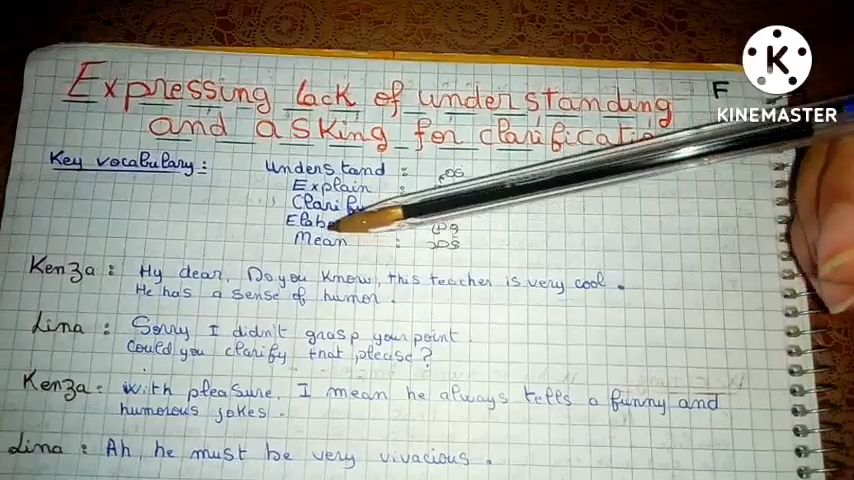 Expressing lack of understanding
F
and asking for
KINEMASTER
Key vocabulary:
Understand :
Explain :
Mean :
Kenza : Hy dear, Do you know, this teacher is very cool.
He has a sense of humor.
Lina : Sorry I didn't grasp your point.
Could you clarify that, please?
Kenza: with pleasure, I mean he always tells a funny and
humorous jokes.
Lina : Ah, he must be very vivacious.